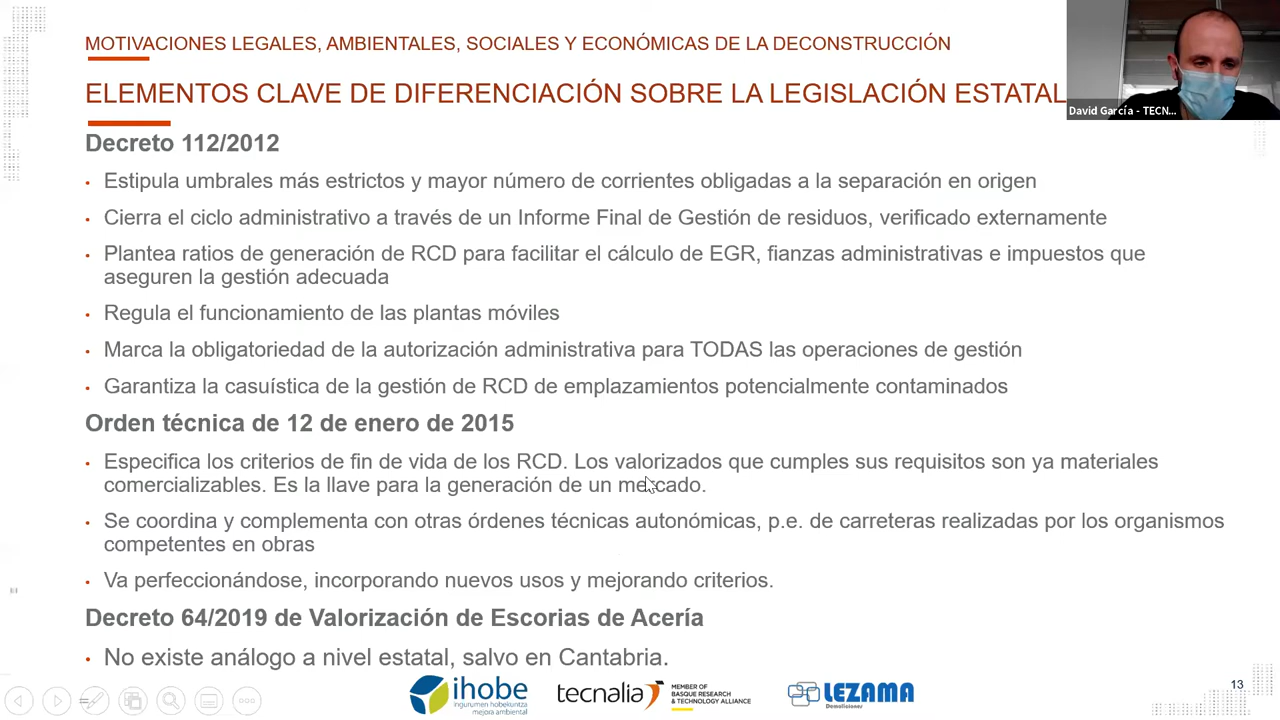 MOTIVACIONES LEGALES, AMBIENTALES, SOCIALES Y ECONÓMICAS DE LA DECONSTRUCCIÓN
ELEMENTOS CLAVE DE DIFERENCIACIÓN SOBRE LA LEGISLACIÓN ESTATAL
David García - TECN...
Decreto 112/2012
• Estipula umbrales más estrictos y mayor número de corrientes obligadas a la separación en origen
• Cierra el ciclo administrativo a través de un Informe Final de Gestión de residuos, verificado externamente
• Plantea ratios de generación de RCD para facilitar el cálculo de EGR, fianzas administrativas e impuestos que
aseguren la gestión adecuada
• Regula el funcionamiento de las plantas móviles
• Marca la obligatoriedad de la autorización administrativa para TODAS las operaciones de gestión
• Garantiza la casuística de la gestión de RCD de emplazamientos potencialmente contaminados
Orden técnica de 12 de enero de 2015
• Especifica los criterios de fin de vida de los RCD. Los valorizados que cumples sus requisitos son ya materiales
comercializables. Es la llave para la generación de un mercado.
• Se coordina y complementa con otras órdenes técnicas autonómicas, p.e. de carreteras realizadas por los organismos
competentes en obras
• Va perfeccionándose, incorporando nuevos usos y mejorando criterios.
Decreto 64/2019 de Valorización de Escorias de Acería
• No existe análogo a nivel estatal, salvo en Cantabria.
ihobe
ingurumen hobekuntza
mejora ambiental
tecnalia
MEMBER OF
BASQUE RESEARCH
& TECHNOLOGY ALLIANCE
LEZAMA
Demoliciones
13